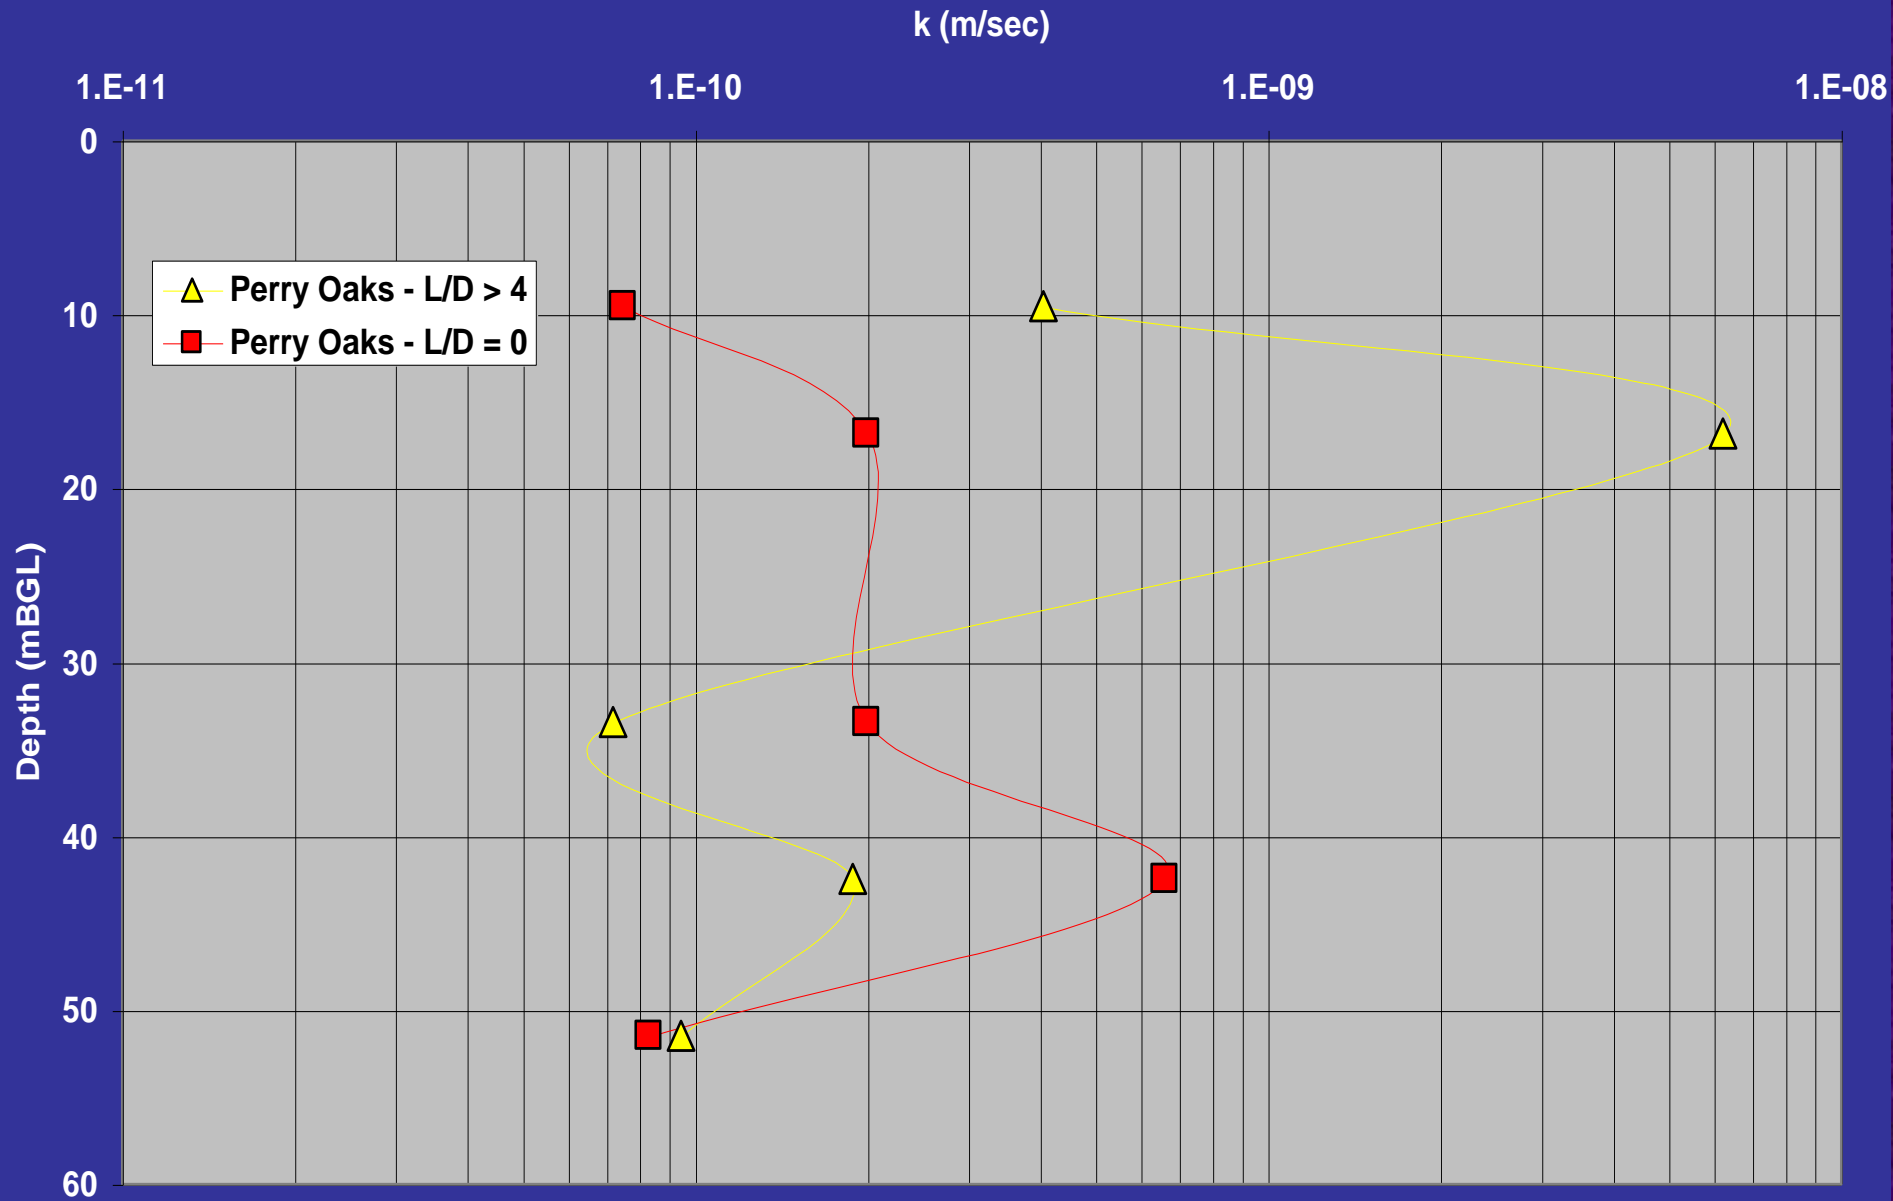 k (m/sec)
1.E-11 1.E-10 1.E-09 1.E-08
0
Perry Oaks - L/D > 4
10
Perry Oaks - L/D = 0
20
Depth (mBGL)
30
40
50
60